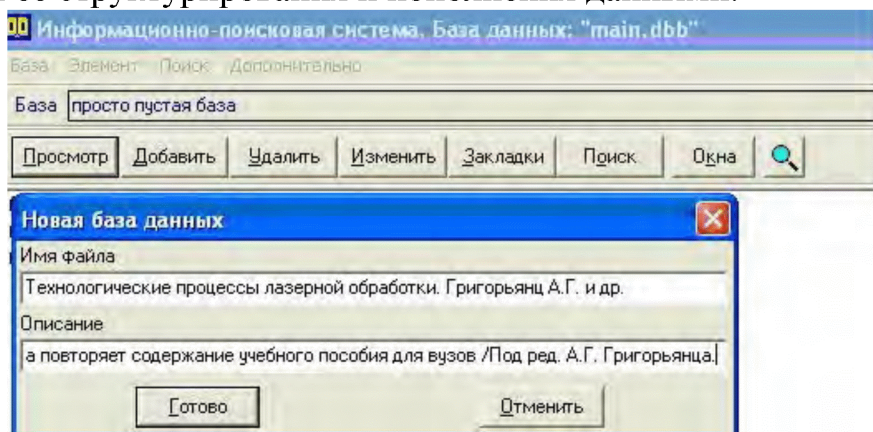 Информационно-поисковая система. База данных: "main.dbb"
База Элемент Поиск Дополнительно
База просто пустая база
Просмотр Добавить Удалить Изменить Закладки Поиск Окна
Новая база данных
Имя файла
Технологические процессы лазерной обработки. Григорьянц А.Г. и др.
Описание
а повторяет содержание учебного пособия для вузов /Под ред. А.Г. Григорьянца.
Готово Отменить